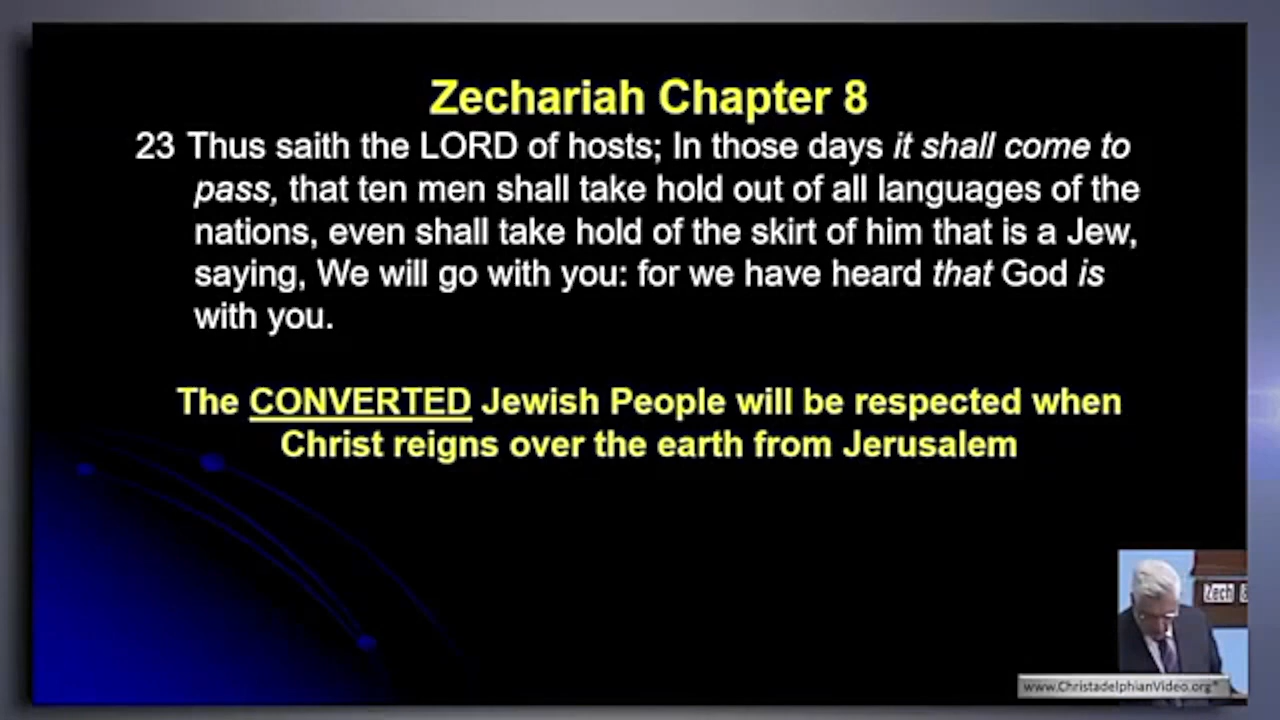 Zechariah Chapter 8
23 Thus saith the LORD of hosts; In those days it shall come to
pass, that ten men shall take hold out of all languages of the
nations, even shall take hold of the skirt of him that is a Jew,
saying, We will go with you: for we have heard that God is
with you.
The CONVERTED Jewish People will be respected when
Christ reigns over the earth from Jerusalem
Zech 8
www.ChristadelphianVideo.org